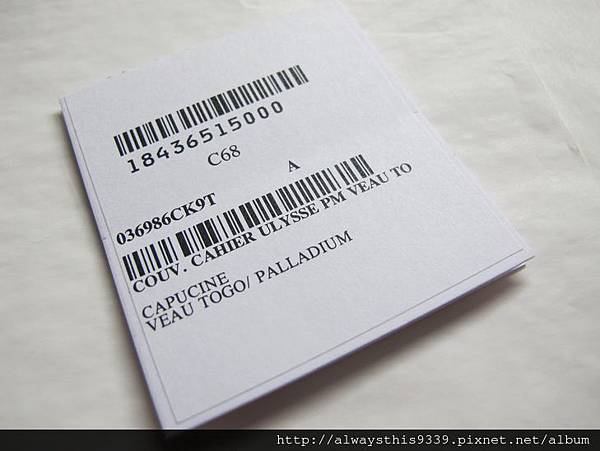 18436515000
C68
A
036986CK9T
COUV. CAHIER ULYSSE PM VEAU TO
CAPUCINE
VEAU TOGO/ PALLADIUM
http://alwaysthis9339.pixnet.net/album